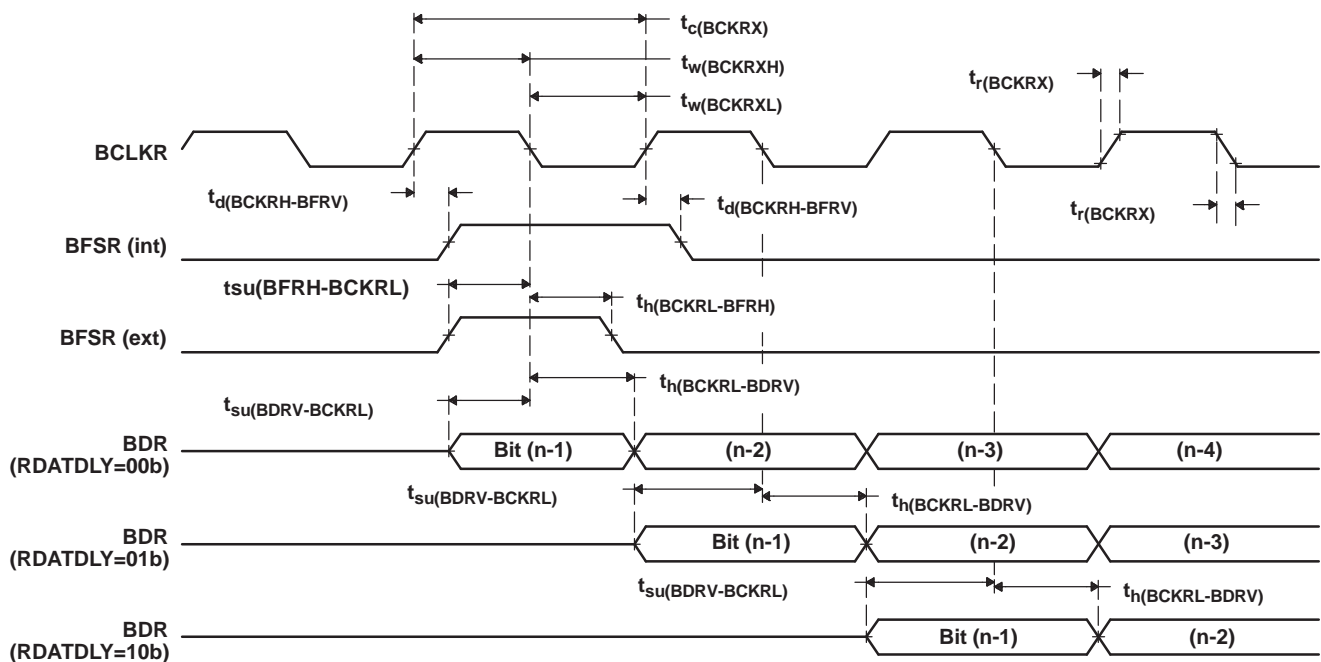 tc(BCKRX)
tw(BCKRXH)
tr(BCKRX)
tw(BCKRXL)
BCLKR
td(BCKRH-BFRV)
td(BCKRH-BFRV)
tr(BCKRX)
BFSR (int)
tsu(BFRH-BCKRL)
th(BCKRL-BFRH)
BFSR (ext)
th(BCKRL-BDRV)
tsu(BDRV-BCKRL)
BDR
(RDATDLY=00b)
Bit (n-1)
(n-2)
(n-3)
(n-4)
tsu(BDRV-BCKRL)
th(BCKRL-BDRV)
BDR
(RDATDLY=01b)
Bit (n-1)
(n-2)
(n-3)
tsu(BDRV-BCKRL)
th(BCKRL-BDRV)
BDR
(RDATDLY=10b)
Bit (n-1)
(n-2)